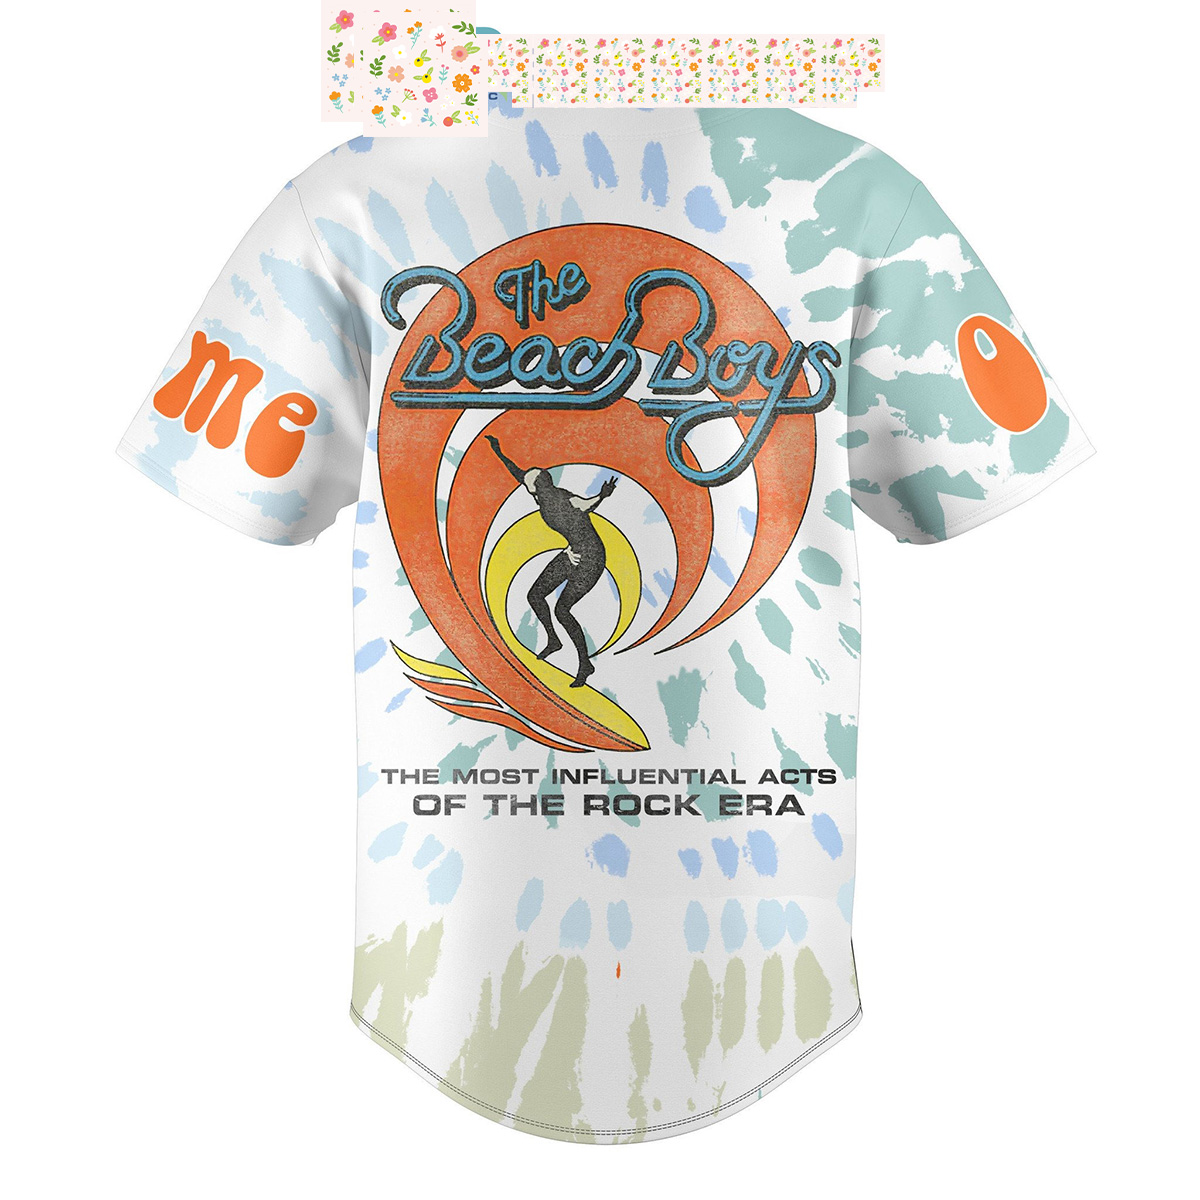 The
Beach Boys
me
O
THE MOST INFLUENTIAL ACTS
OF THE ROCK ERA